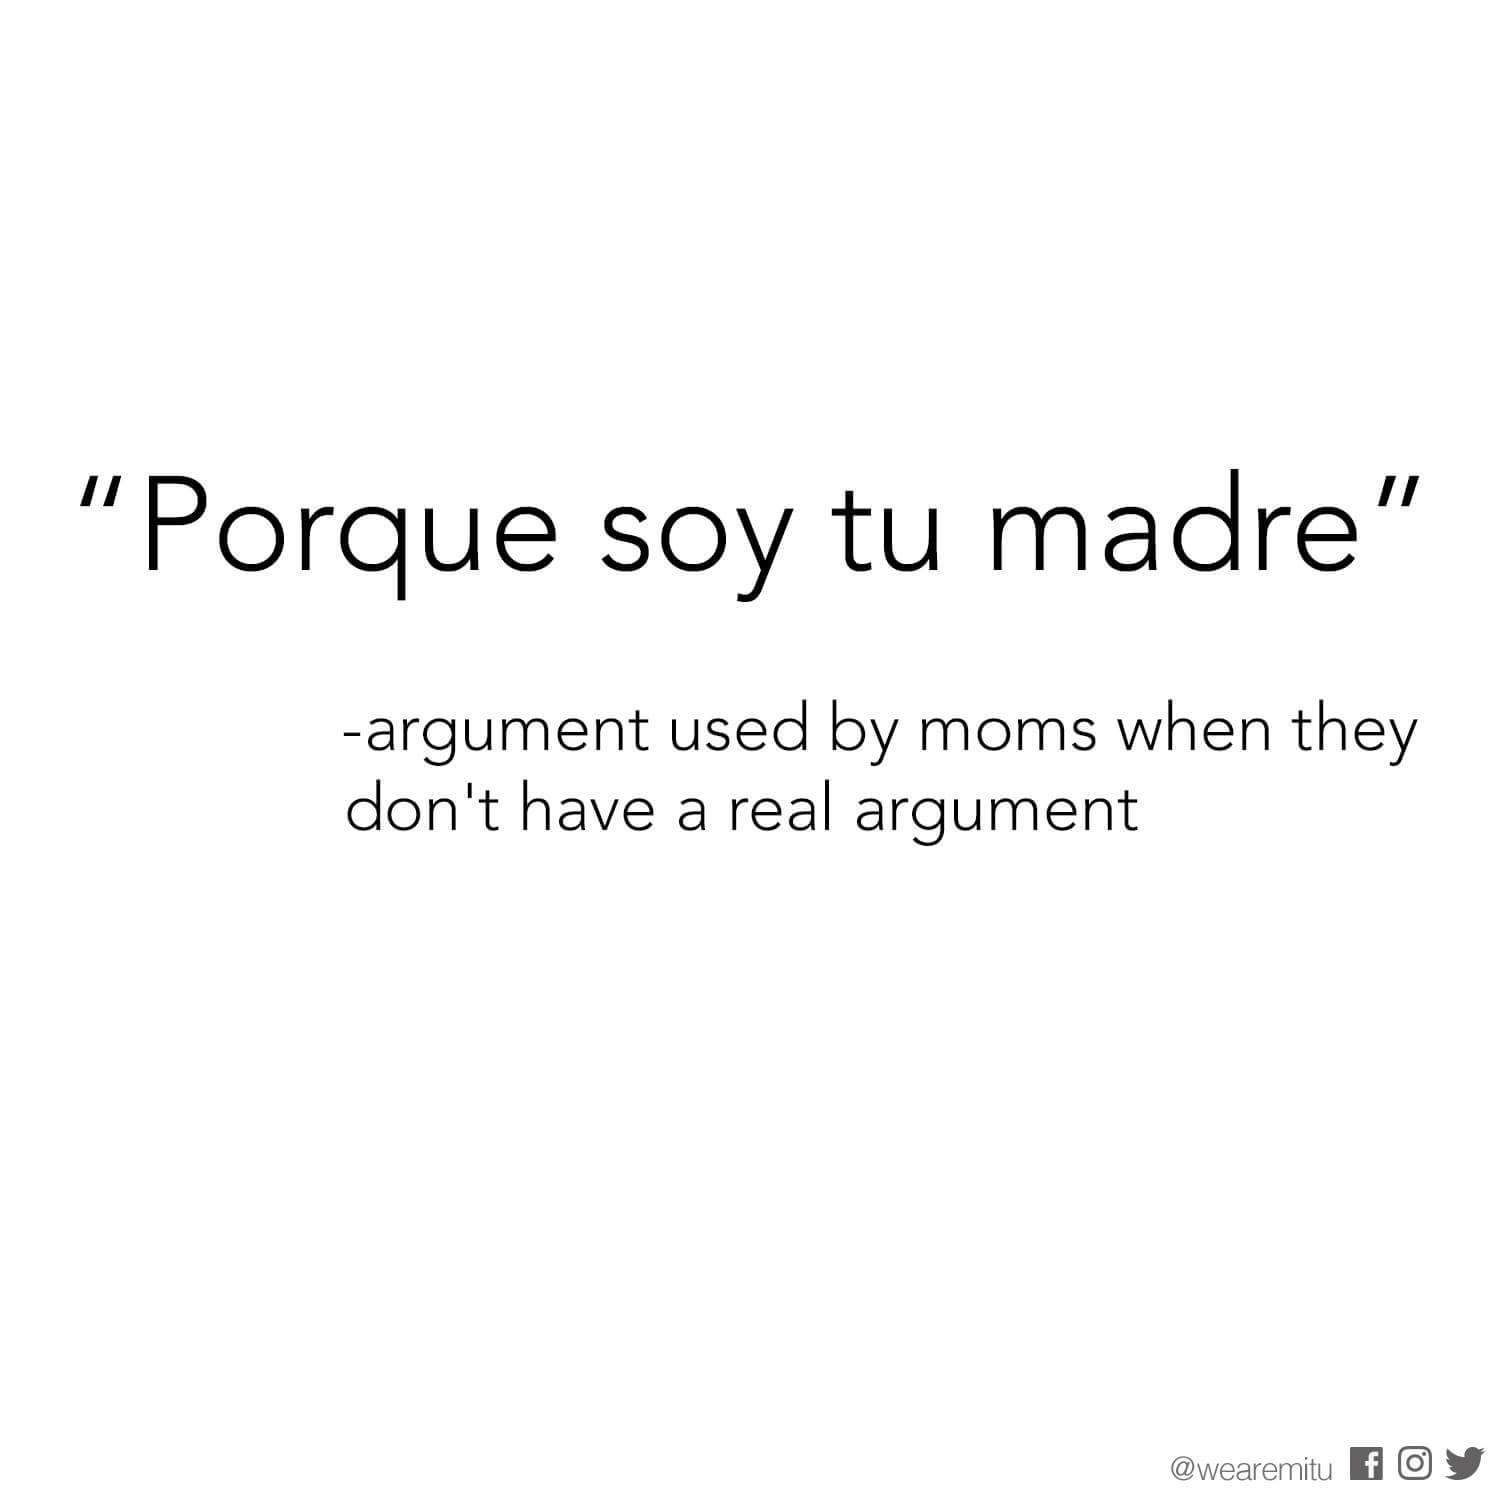 “Porque soy tu madre”
-argument used by moms when they
don't have a real argument
@wearemitu